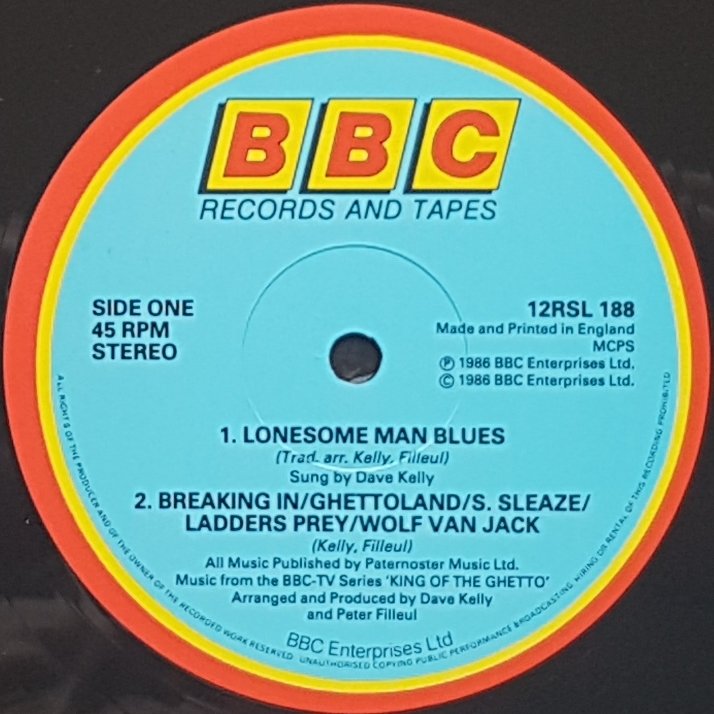 BBC
RECORDS AND TAPES
SIDE ONE
45 RPM
STEREO
12RSL 188
Made and Printed in England
MCPS
Ⓟ 1986 BBC Enterprises Ltd.
© 1986 BBC Enterprises Ltd.
1. LONESOME MAN BLUES
(Trad. arr. Kelly, Filleul)
Sung by Dave Kelly
2. BREAKING IN/GHETTOLAND/S. SLEAZE/
LADDERS PREY/WOLF VAN JACK
(Kelly, Filleul)
All Music Published by Paternoster Music Ltd.
Music from the BBC-TV Series 'KING OF THE GHETTO'
Arranged and Produced by Dave Kelly
and Peter Filleul
BBC Enterprises Ltd
ALL RIGHTS OF THE PRODUCER AND OF THE OWNER OF THE RECORDED WORK RESERVED. UNAUTHORISED COPYING PUBLIC PERFORMANCE BROADCASTING HIRING OR RENTAL OF THIS RECORDING PROHIBITED